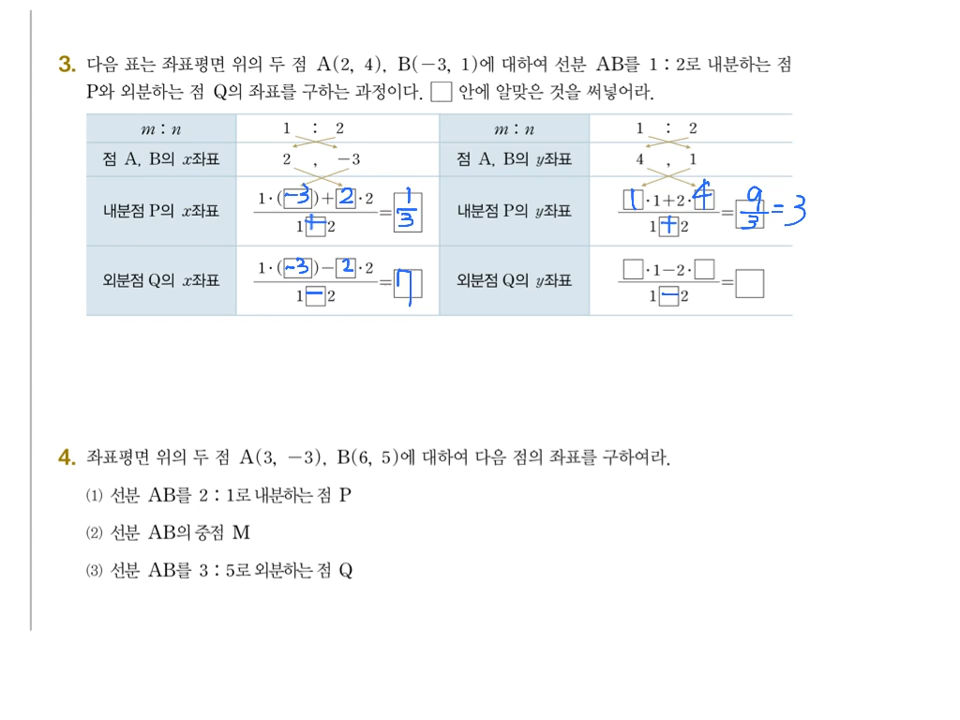 3. 다음 표는 좌표평면 위의 두 점 A(2, 4), B(−3, 1)에 대하여 선분 AB를 1 : 2로 내분하는 점
P와 외분하는 점 Q의 좌표를 구하는 과정이다. □ 안에 알맞은 것을 써넣어라.
m : n 1 : 2 m : n 1 : 2
점 A, B의 x좌표 2 , −3 점 A, B의 y좌표 4 , 1
내분점 P의 x좌표 (1·(−3)+2·2)/(1+2)=1/3 내분점 P의 y좌표 (1·1+2·4)/(1+2)=9/3=3
외분점 Q의 x좌표 (1·(−3)−2·2)/(1−2)=7 외분점 Q의 y좌표 (□·1−2·□)/(1−2)=□
4. 좌표평면 위의 두 점 A(3, −3), B(6, 5)에 대하여 다음 점의 좌표를 구하여라.
⑴ 선분 AB를 2 : 1로 내분하는 점 P
⑵ 선분 AB의 중점 M
⑶ 선분 AB를 3 : 5로 외분하는 점 Q